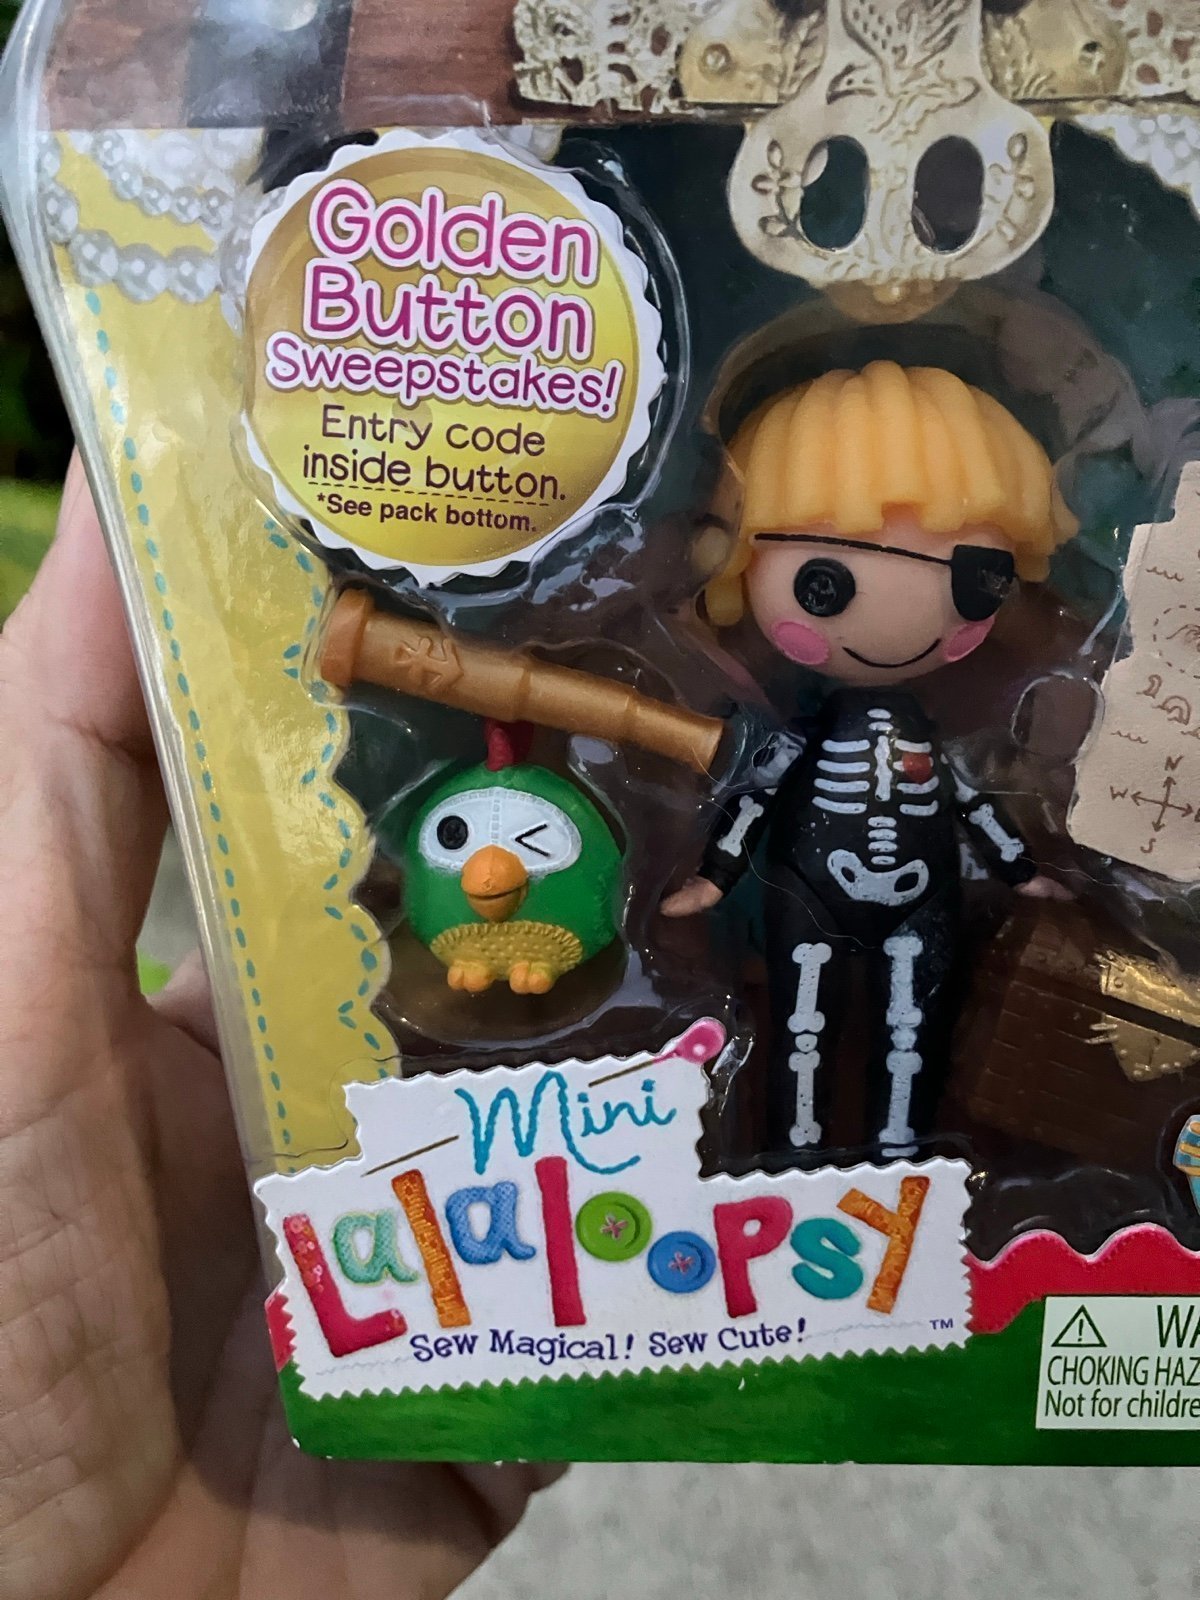 Golden
Button
Sweepstakes!
Entry code
inside button.
*See pack bottom.
N
W
S
Mini
Lalaloopsy
Sew Magical! Sew Cute!
TM
WA
CHOKING HAZ
Not for childre